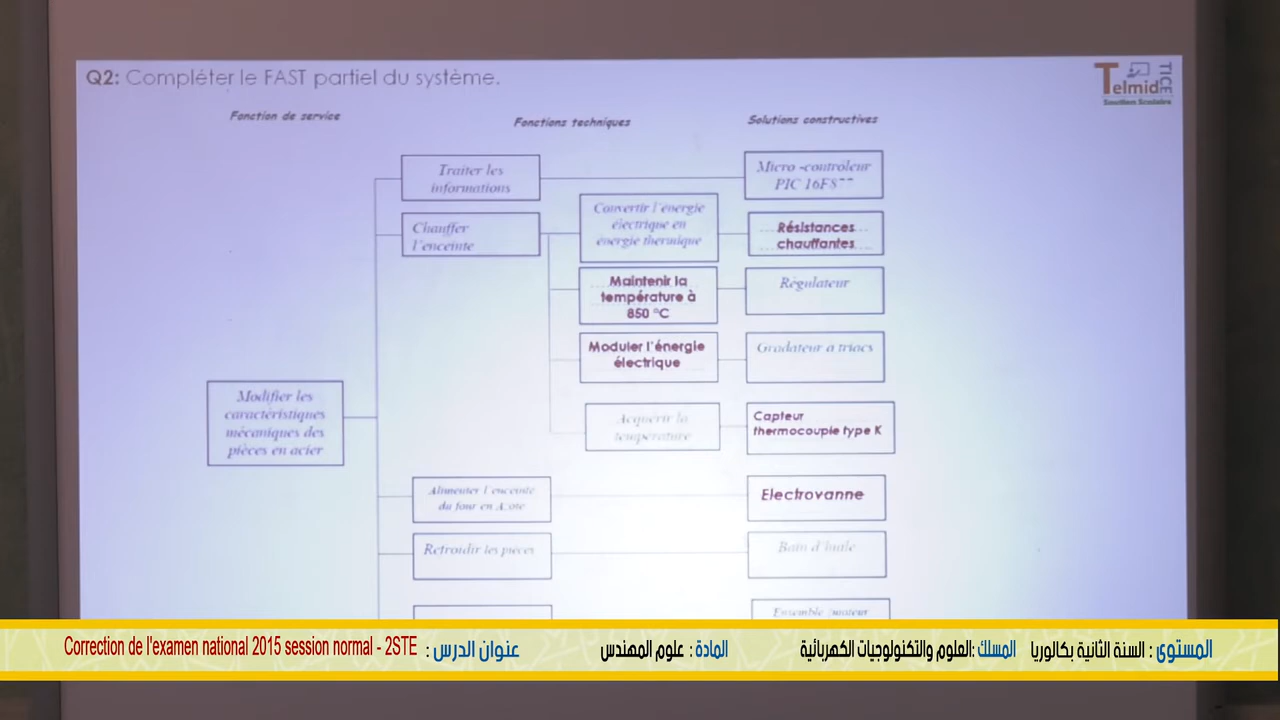 Q2: Compléter le FAST partiel du système.
Telmid TICE
Soutien Scolaire
Fonction de service
Fonctions techniques
Solutions constructives
Traiter les
informations
Micro-contrôleur
PIC 16F8
Chauffer
l'enceinte
Convertir l'énergie
électrique en
énergie thermique
Résistances
chauffantes
Maintenir la
température à
850 °C
Régulateur
Moduler l'énergie
électrique
Gradateur à triacs
Modifier les
caractéristiques
mécaniques des
pièces en acier
Acquérir la
température
Capteur
thermocouple type K
Alimenter l'enceinte
du four en Azote
Electrovanne
Refroidir les pièces
Bain d'huile
Ensemble moteur
المستوى : السنة الثانية بكالوريا
المسلك :العلوم والتكنولوجيات الكهربائية
المادة : علوم المهندس
عنوان الدرس : Correction de l'examen national 2015 session normal - 2STE